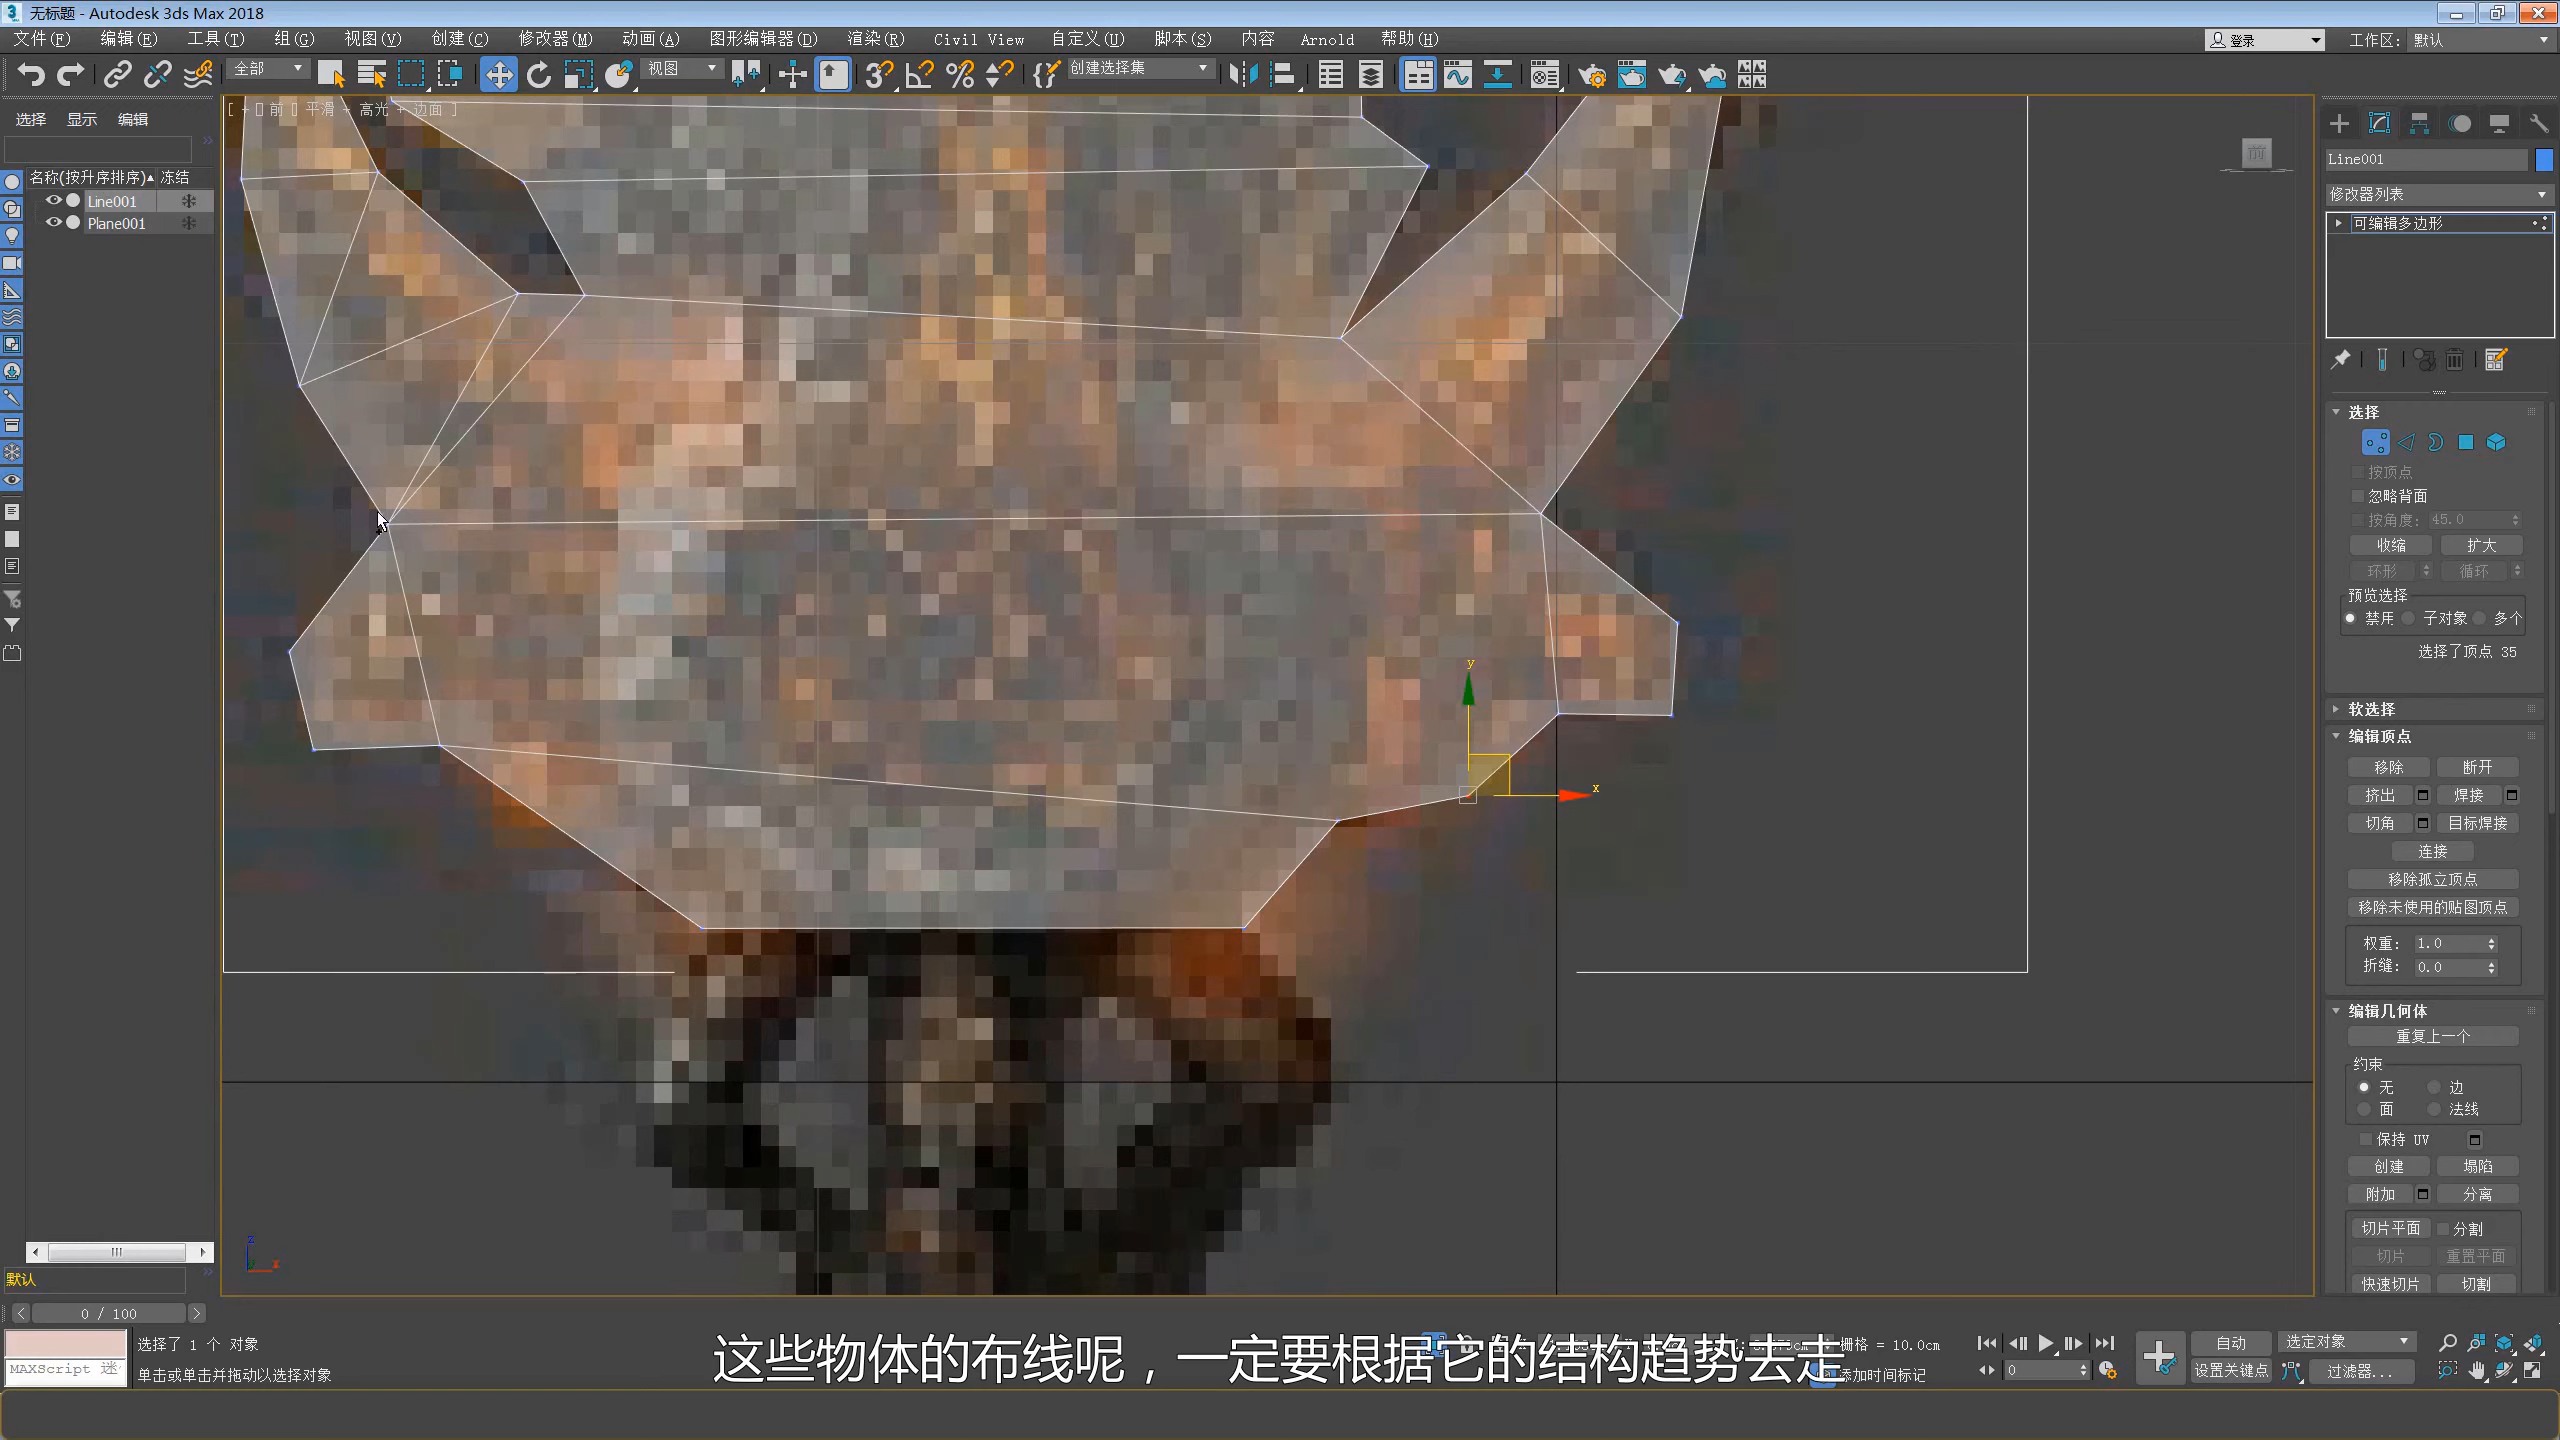 无标题 - Autodesk 3ds Max 2018
文件(F) 编辑(E) 工具(T) 组(G) 视图(V) 创建(C) 修改器(M) 动画(A) 图形编辑器(D) 渲染(R) Civil View 自定义(U) 脚本(S) 内容 Arnold 帮助(H) 登录 工作区: 默认
全部 视图 创建选择集
选择 显示 编辑
名称(按升序排序) 冻结
Line001
Plane001
前 平滑 + 高光 + 边面
前
Line001
修改器列表
可编辑多边形
选择
按顶点
忽略背面
按角度: 45.0
收缩 扩大
环形 循环
预览选择
禁用 子对象 多个
选择了顶点 35
软选择
编辑顶点
移除 断开
挤出 焊接
切角 目标焊接
连接
移除孤立顶点
移除未使用的贴图顶点
权重: 1.0
折缝: 0.0
编辑几何体
重复上一个
约束
无 边
面 法线
保持 UV
创建 塌陷
附加 分离
切片平面 分割
切片 重置平面
快速切片 切割
y
x
z
x
默认
0 / 100
选择了 1 个 对象
MAXScript 迷
单击或单击并拖动以选择对象
这些物体的布线呢，一定要根据它的结构趋势去走
栅格 = 10.0cm
添加时间标记
0
自动 选定对象
设置关键点 过滤器...